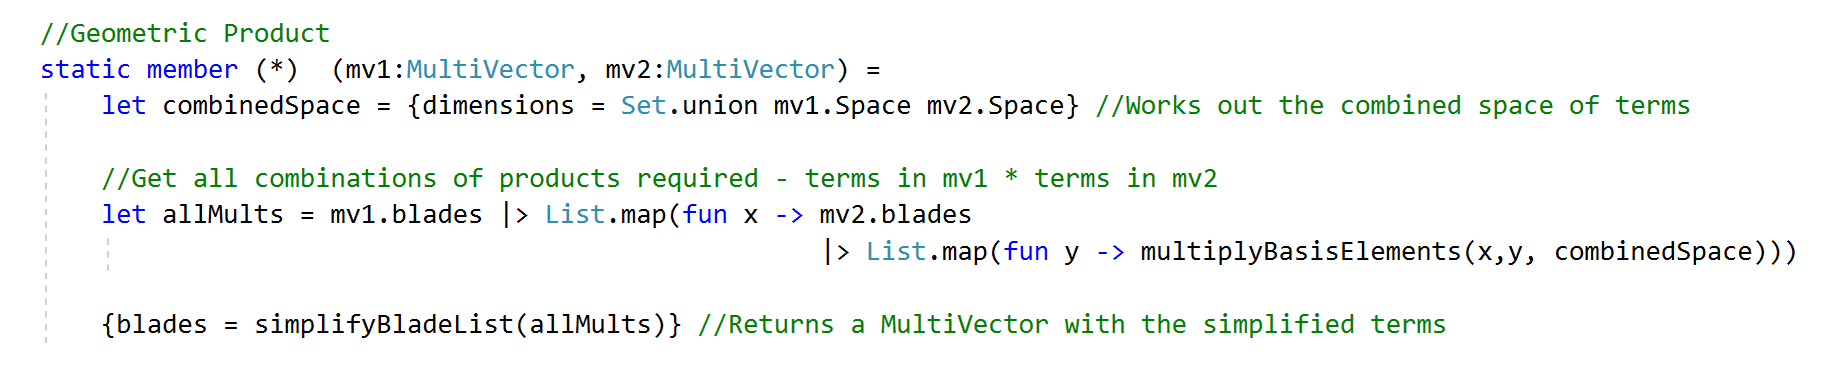 //Geometric Product
static member (*)  (mv1:MultiVector, mv2:MultiVector) =
    let combinedSpace = {dimensions = Set.union mv1.Space mv2.Space} //Works out the combined space of terms
    //Get all combinations of products required - terms in mv1 * terms in mv2
    let allMults = mv1.blades |> List.map(fun x -> mv2.blades
                                                   |> List.map(fun y -> multiplyBasisElements(x,y, combinedSpace)))
    {blades = simplifyBladeList(allMults)} //Returns a MultiVector with the simplified terms